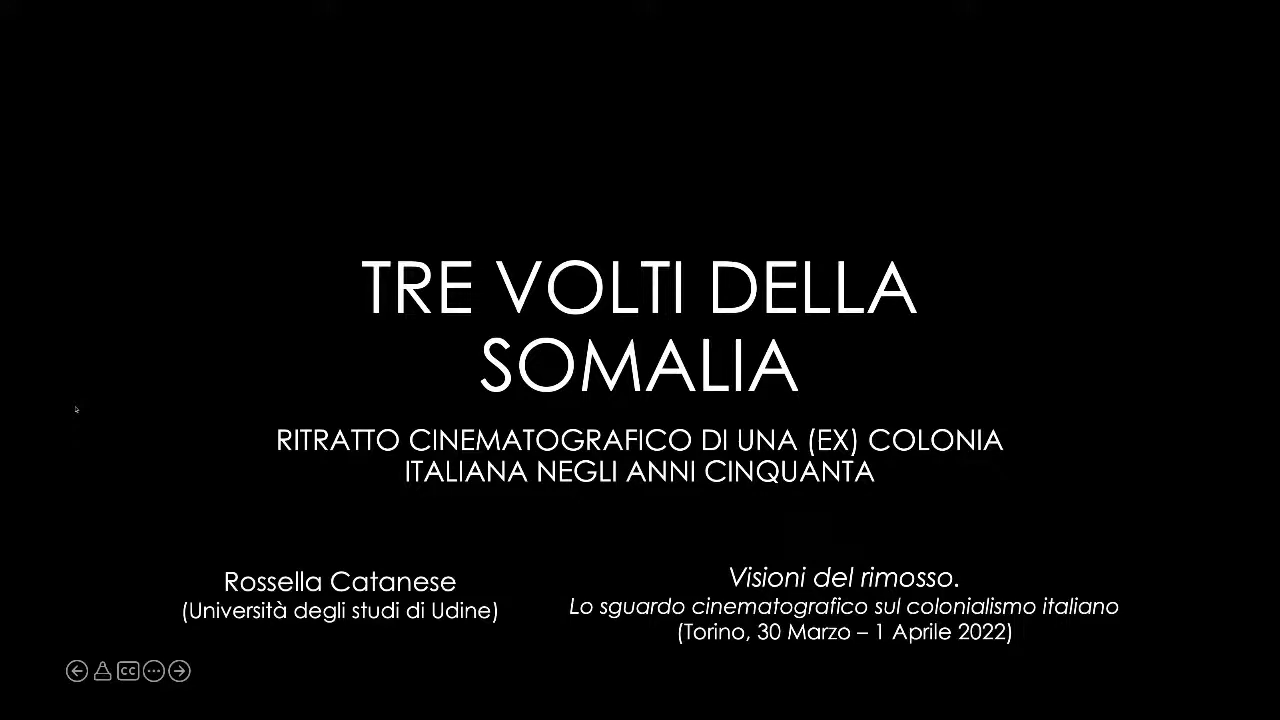 TRE VOLTI DELLA
SOMALIA
RITRATTO CINEMATOGRAFICO DI UNA (EX) COLONIA
ITALIANA NEGLI ANNI CINQUANTA
Rossella Catanese
(Università degli studi di Udine)
Visioni del rimosso.
Lo sguardo cinematografico sul colonialismo italiano
(Torino, 30 Marzo – 1 Aprile 2022)
CC